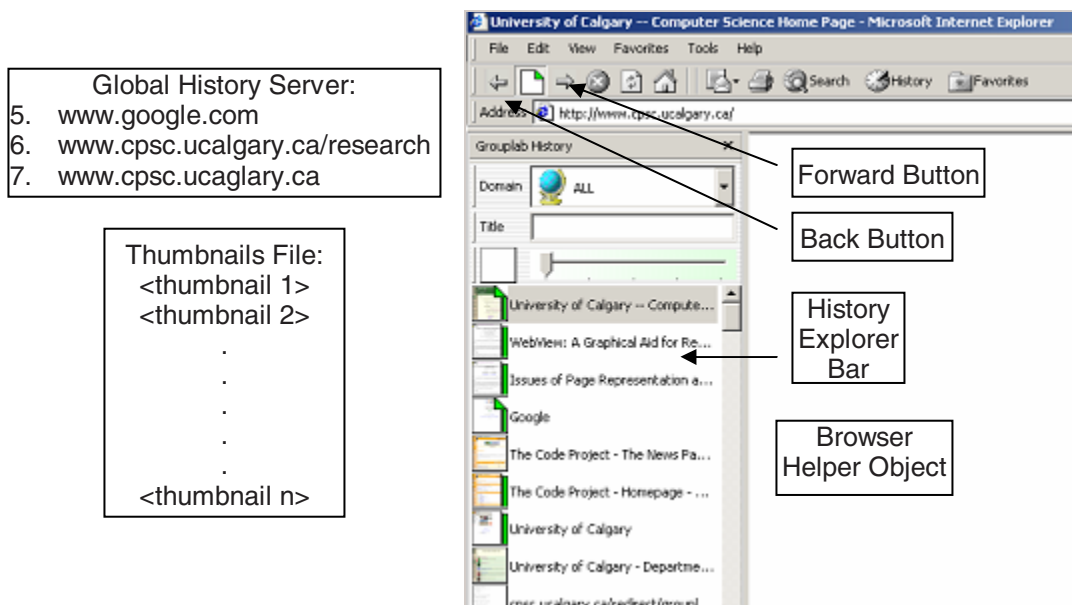 Global History Server:
5. www.google.com
6. www.cpsc.ucalgary.ca/research
7. www.cpsc.ucaglary.ca
Thumbnails File:
<thumbnail 1>
<thumbnail 2>
.
.
.
.
.
<thumbnail n>
University of Calgary -- Computer Science Home Page - Microsoft Internet Explorer
File Edit View Favorites Tools Help
Search History Favorites
Address http://www.cpsc.ucalgary.ca/
Grouplab History
Domain ALL
Title
University of Calgary -- Compute...
WebView: A Graphical Aid for Re...
Issues of Page Representation a...
Google
The Code Project - The News Pa...
The Code Project - Homepage - ...
University of Calgary
University of Calgary - Departme...
cpsc.ucalgary.ca/redirect/groupl
Forward Button
Back Button
History
Explorer
Bar
Browser
Helper Object